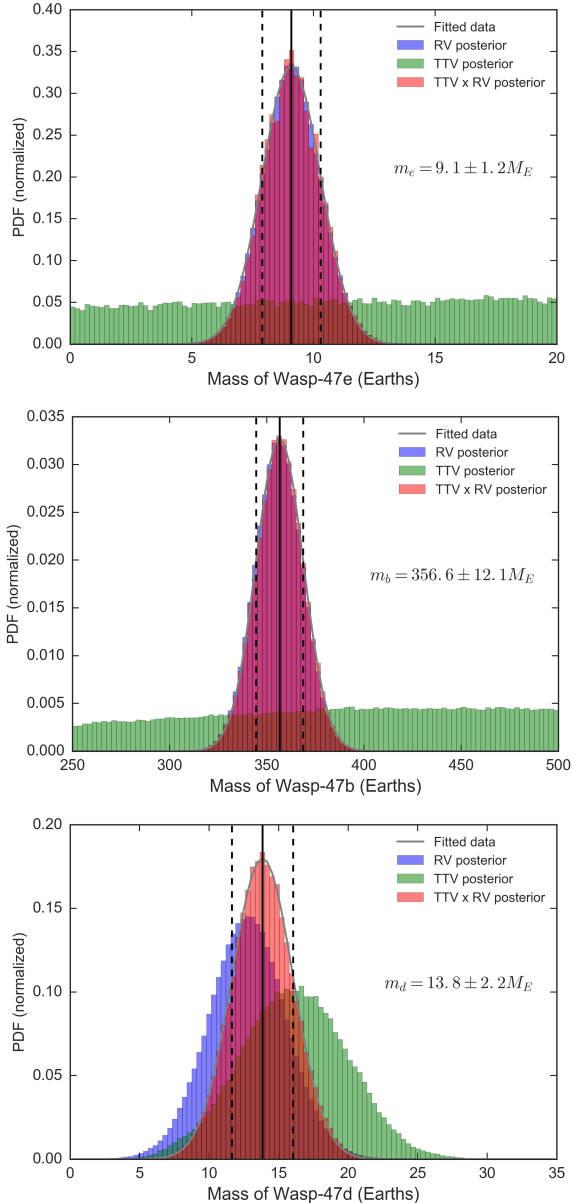 0.40
0.35
0.30
0.25
0.20
0.15
0.10
0.05
0.00
PDF (normalized)
Fitted data
RV posterior
TTV posterior
TTV x RV posterior
m_e = 9.1 ± 1.2M_E
0 5 10 15 20
Mass of Wasp-47e (Earths)
0.035
0.030
0.025
0.020
0.015
0.010
0.005
0.000
PDF (normalized)
Fitted data
RV posterior
TTV posterior
TTV x RV posterior
m_b = 356.6 ± 12.1M_E
250 300 350 400 450 500
Mass of Wasp-47b (Earths)
0.20
0.15
0.10
0.05
0.00
PDF (normalized)
Fitted data
RV posterior
TTV posterior
TTV x RV posterior
m_d = 13.8 ± 2.2M_E
0 5 10 15 20 25 30 35
Mass of Wasp-47d (Earths)